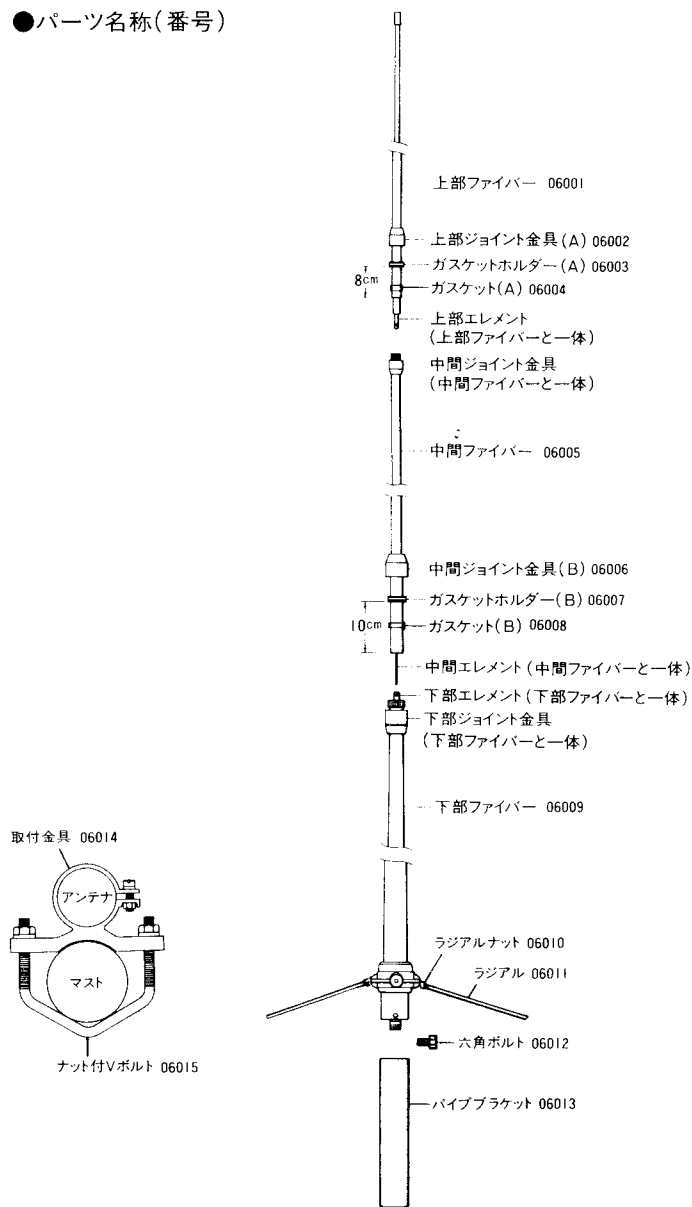 ●パーツ名称(番号)
上部ファイバー 06001
上部ジョイント金具(A) 06002
ガスケットホルダー(A) 06003
8cm
ガスケット(A) 06004
上部エレメント
(上部ファイバーと一体)
中間ジョイント金具
(中間ファイバーと一体)
中間ファイバー 06005
中間ジョイント金具(B) 06006
ガスケットホルダー(B) 06007
10cm
ガスケット(B) 06008
中間エレメント(中間ファイバーと一体)
下部エレメント(下部ファイバーと一体)
下部ジョイント金具
(下部ファイバーと一体)
下部ファイバー 06009
取付金具 06014
アンテナ
マスト
ナット付Vボルト 06015
ラジアルナット 06010
ラジアル 06011
六角ボルト 06012
パイプブラケット 06013